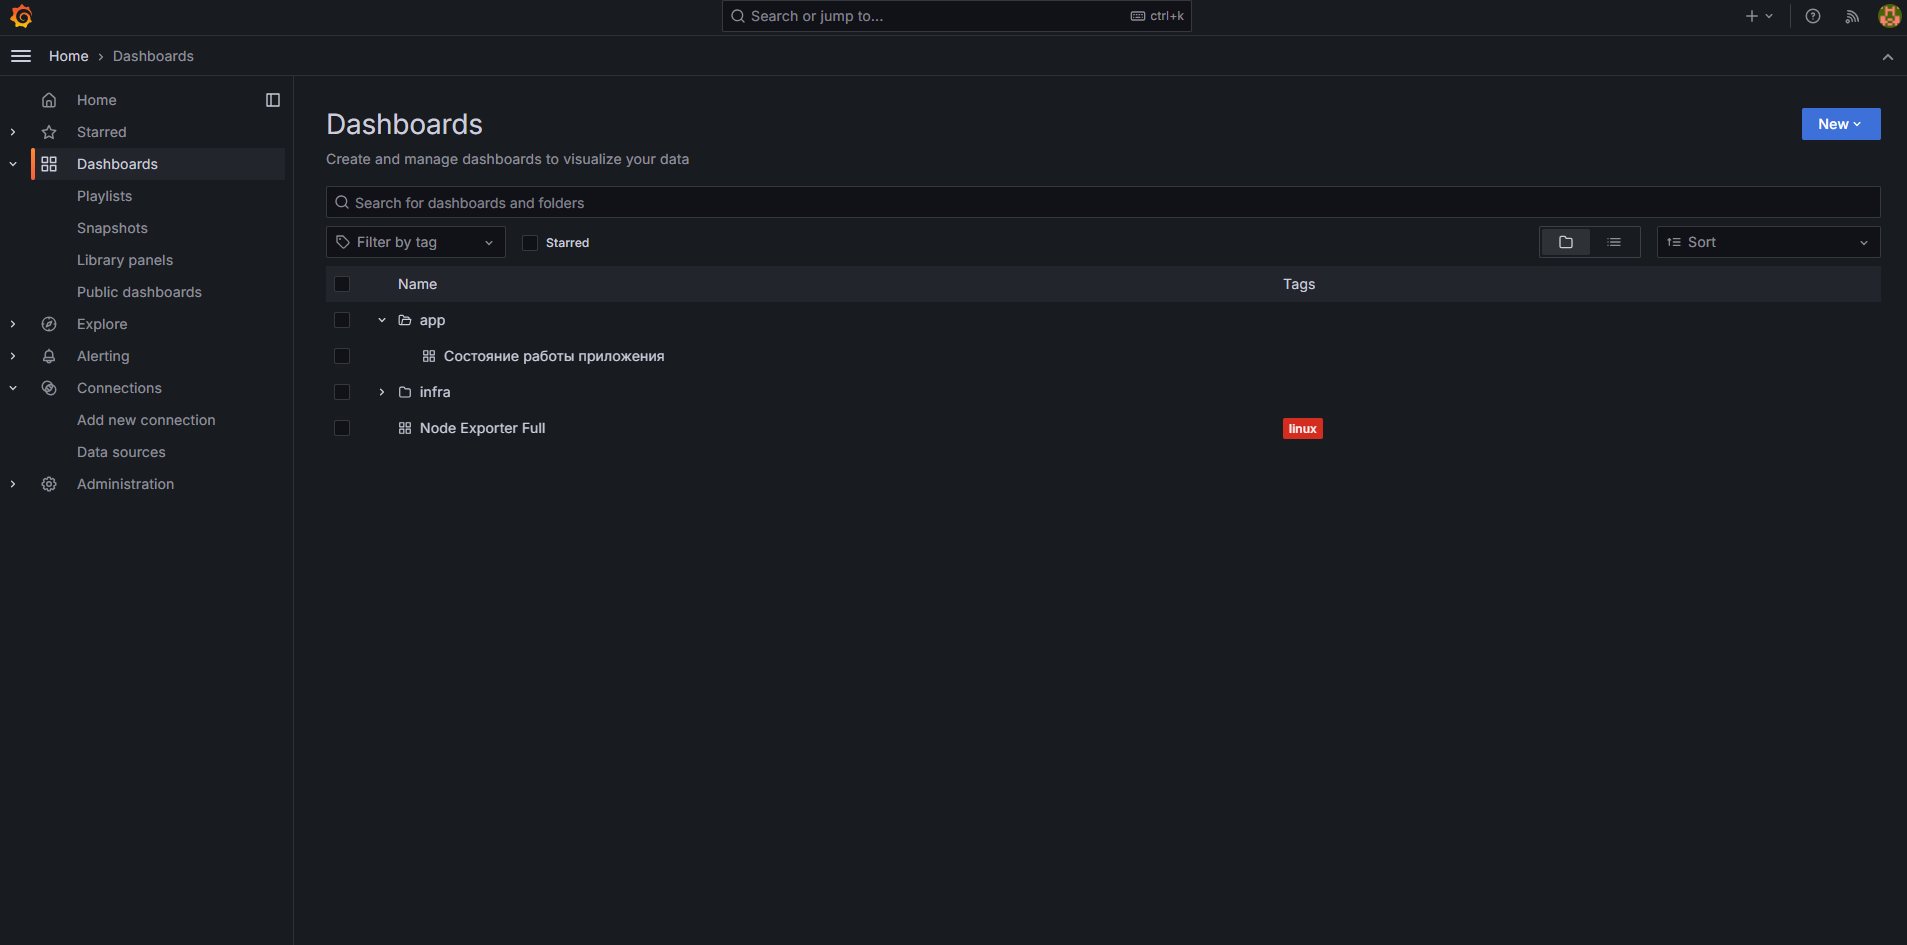 Search or jump to...
ctrl+k
Home › Dashboards
Home
Starred
Dashboards
Playlists
Snapshots
Library panels
Public dashboards
Explore
Alerting
Connections
Add new connection
Data sources
Administration
Dashboards
New
Create and manage dashboards to visualize your data
Search for dashboards and folders
Filter by tag
Starred
Sort
Name
Tags
app
Состояние работы приложения
infra
Node Exporter Full
linux